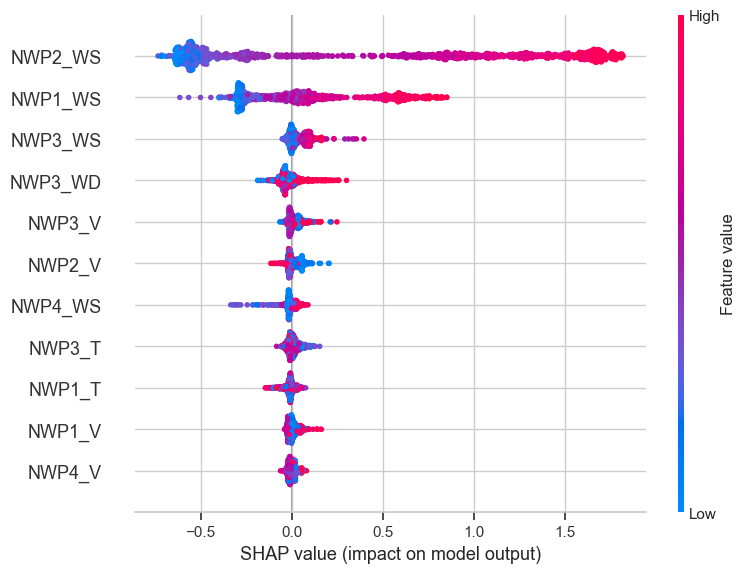 High
NWP2_WS
NWP1_WS
NWP3_WS
NWP3_WD
NWP3_V
NWP2_V
NWP4_WS
NWP3_T
NWP1_T
NWP1_V
NWP4_V
Feature value
Low
−0.5 0.0 0.5 1.0 1.5
SHAP value (impact on model output)